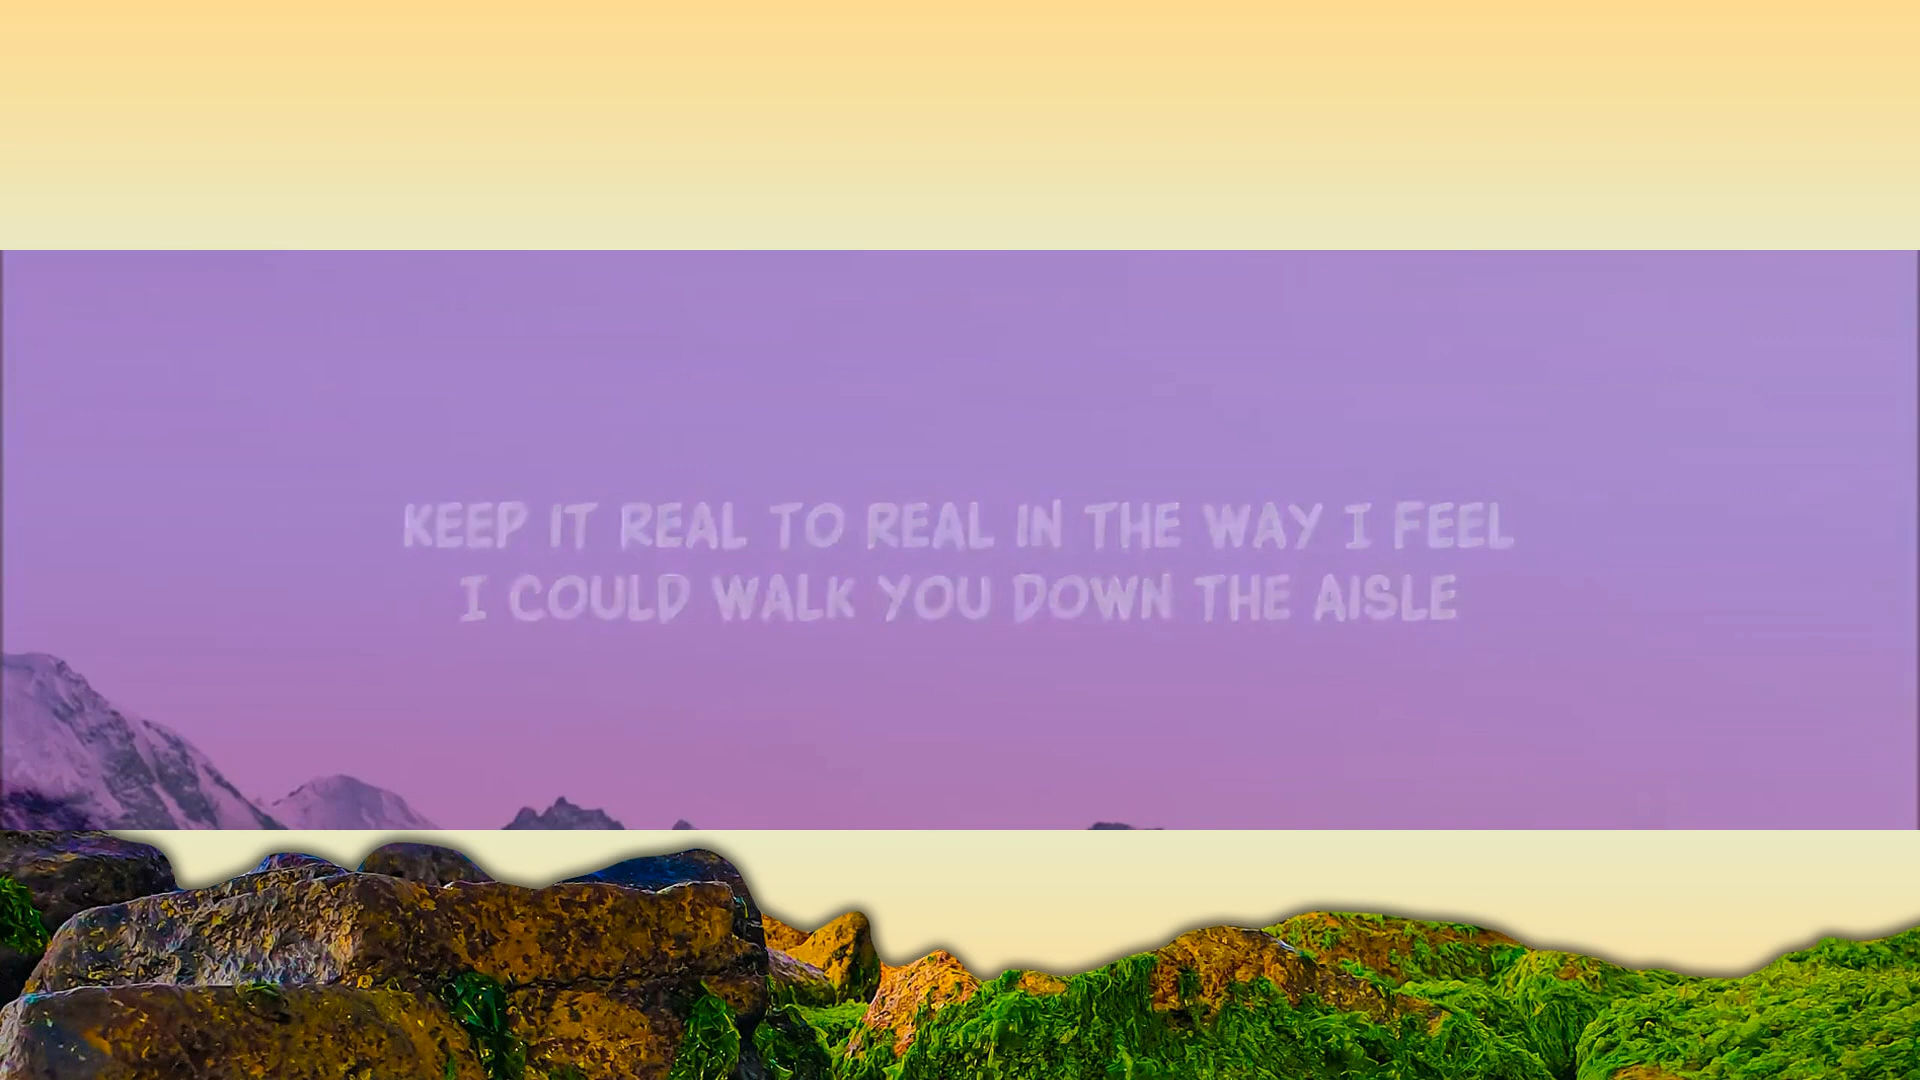 KEEP IT REAL TO REAL IN THE WAY I FEEL
I COULD WALK YOU DOWN THE AISLE